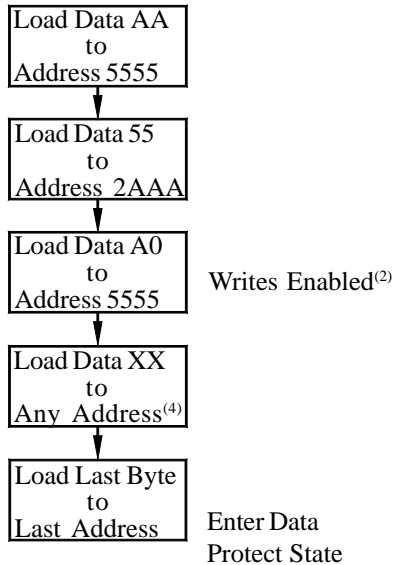 Load Data AA
to
Address 5555
Load Data 55
to
Address 2AAA
Load Data A0
to
Address 5555
Writes Enabled(2)
Load Data XX
to
Any Address(4)
Load Last Byte
to
Last Address
Enter Data
Protect State